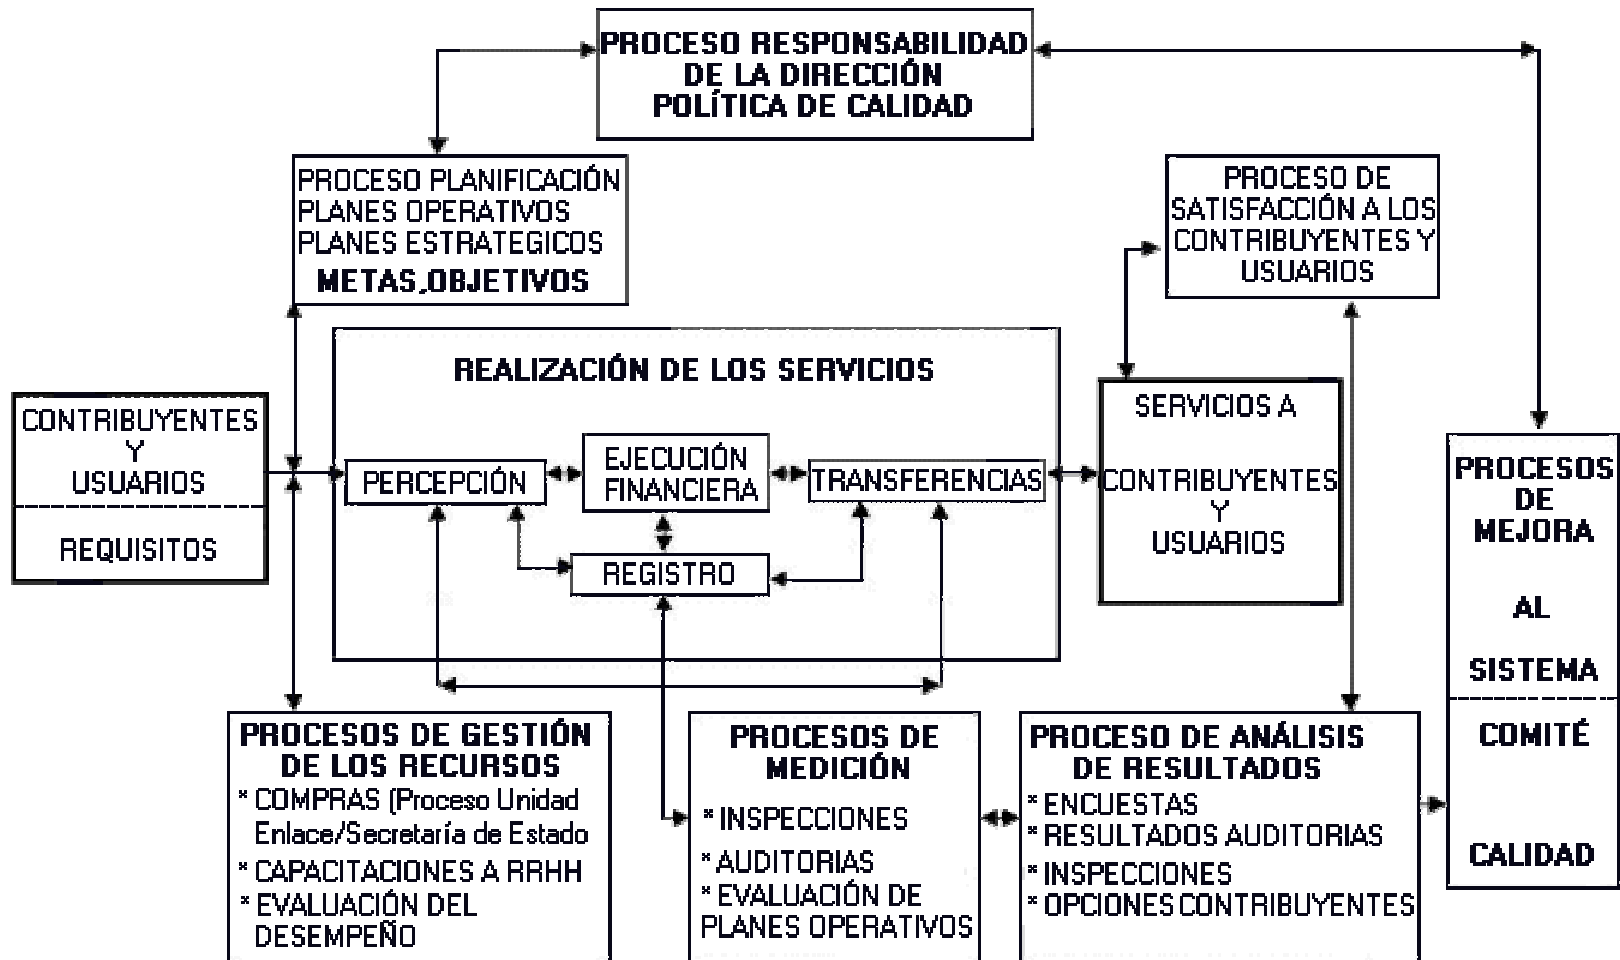 PROCESO RESPONSABILIDAD
DE LA DIRECCIÓN
POLÍTICA DE CALIDAD
PROCESO PLANIFICACIÓN
PLANES OPERATIVOS
PLANES ESTRATEGICOS
METAS,OBJETIVOS
PROCESO DE
SATISFACCIÓN A LOS
CONTRIBUYENTES Y
USUARIOS
REALIZACIÓN DE LOS SERVICIOS
CONTRIBUYENTES
Y
USUARIOS
REQUISITOS
PERCEPCIÓN
EJECUCIÓN
FINANCIERA
TRANSFERENCIAS
REGISTRO
SERVICIOS A
CONTRIBUYENTES
Y
USUARIOS
PROCESOS
DE
MEJORA
AL
SISTEMA
COMITÉ
CALIDAD
PROCESOS DE GESTIÓN
DE LOS RECURSOS
* COMPRAS (Proceso Unidad
Enlace/Secretaría de Estado
* CAPACITACIONES A RRHH
* EVALUACIÓN DEL
DESEMPEÑO
PROCESOS DE
MEDICIÓN
* INSPECCIONES
* AUDITORIAS
* EVALUACIÓN DE
PLANES OPERATIVOS
PROCESO DE ANÁLISIS
DE RESULTADOS
* ENCUESTAS
* RESULTADOS AUDITORIAS
* INSPECCIONES
* OPCIONES CONTRIBUYENTES